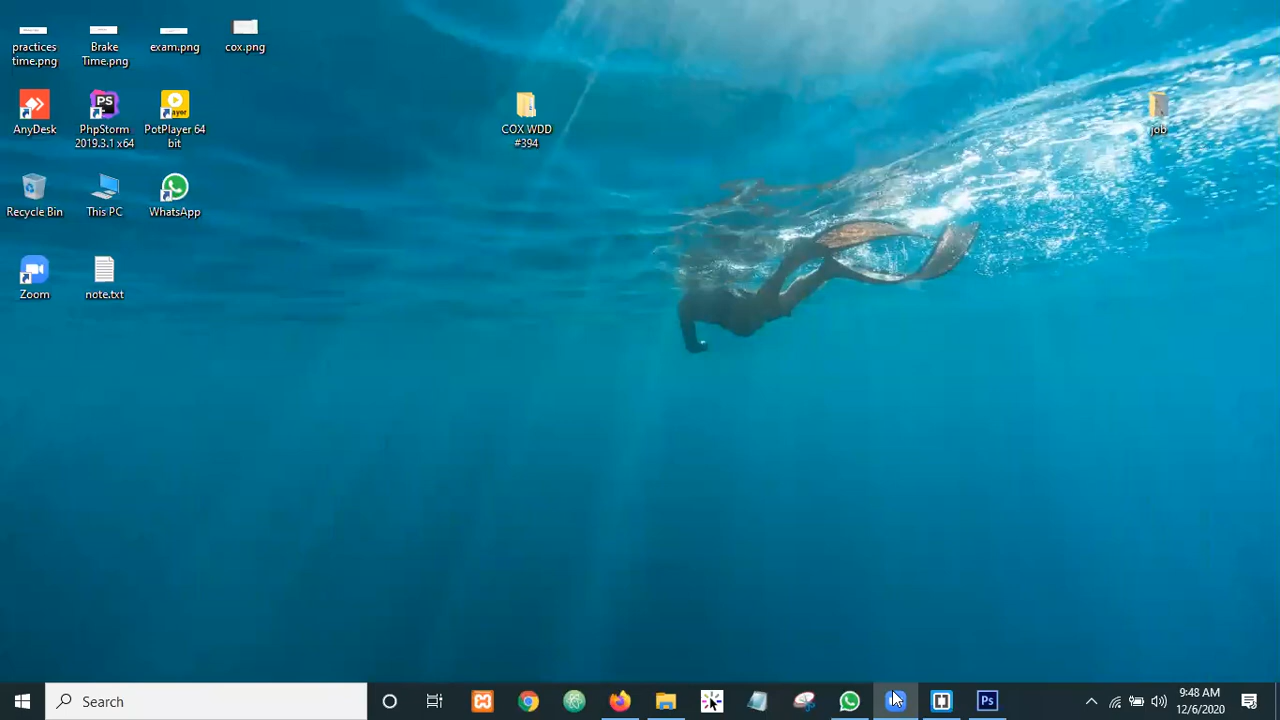 practices
time.png
Brake
Time.png
exam.png
cox.png
AnyDesk
PS
PhpStorm
2019.3.1 x64
PotPlayer 64
bit
COX WDD
#394
job
Recycle Bin
This PC
WhatsApp
Zoom
note.txt
Search
Ps
9:48 AM
12/6/2020